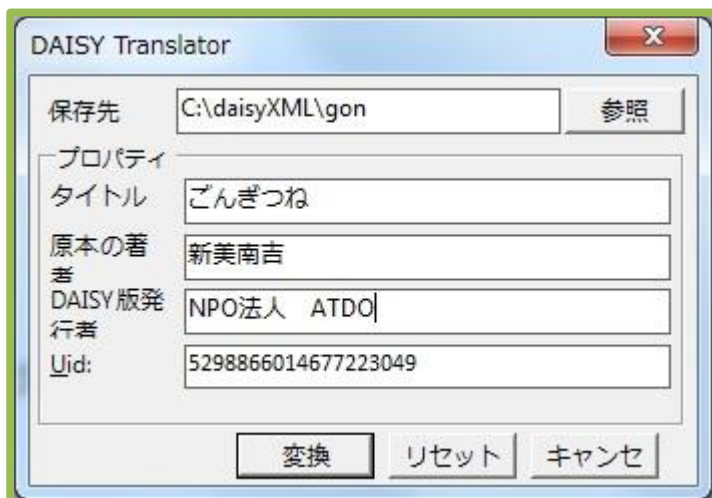 DAISY Translator
保存先 C:\daisyXML\gon 参照
プロパティ
タイトル ごんぎつね
原本の著
者 新美南吉
DAISY版発
行者 NPO法人　ATDO
Uid: 5298866014677223049
変換 リセット キャンセ